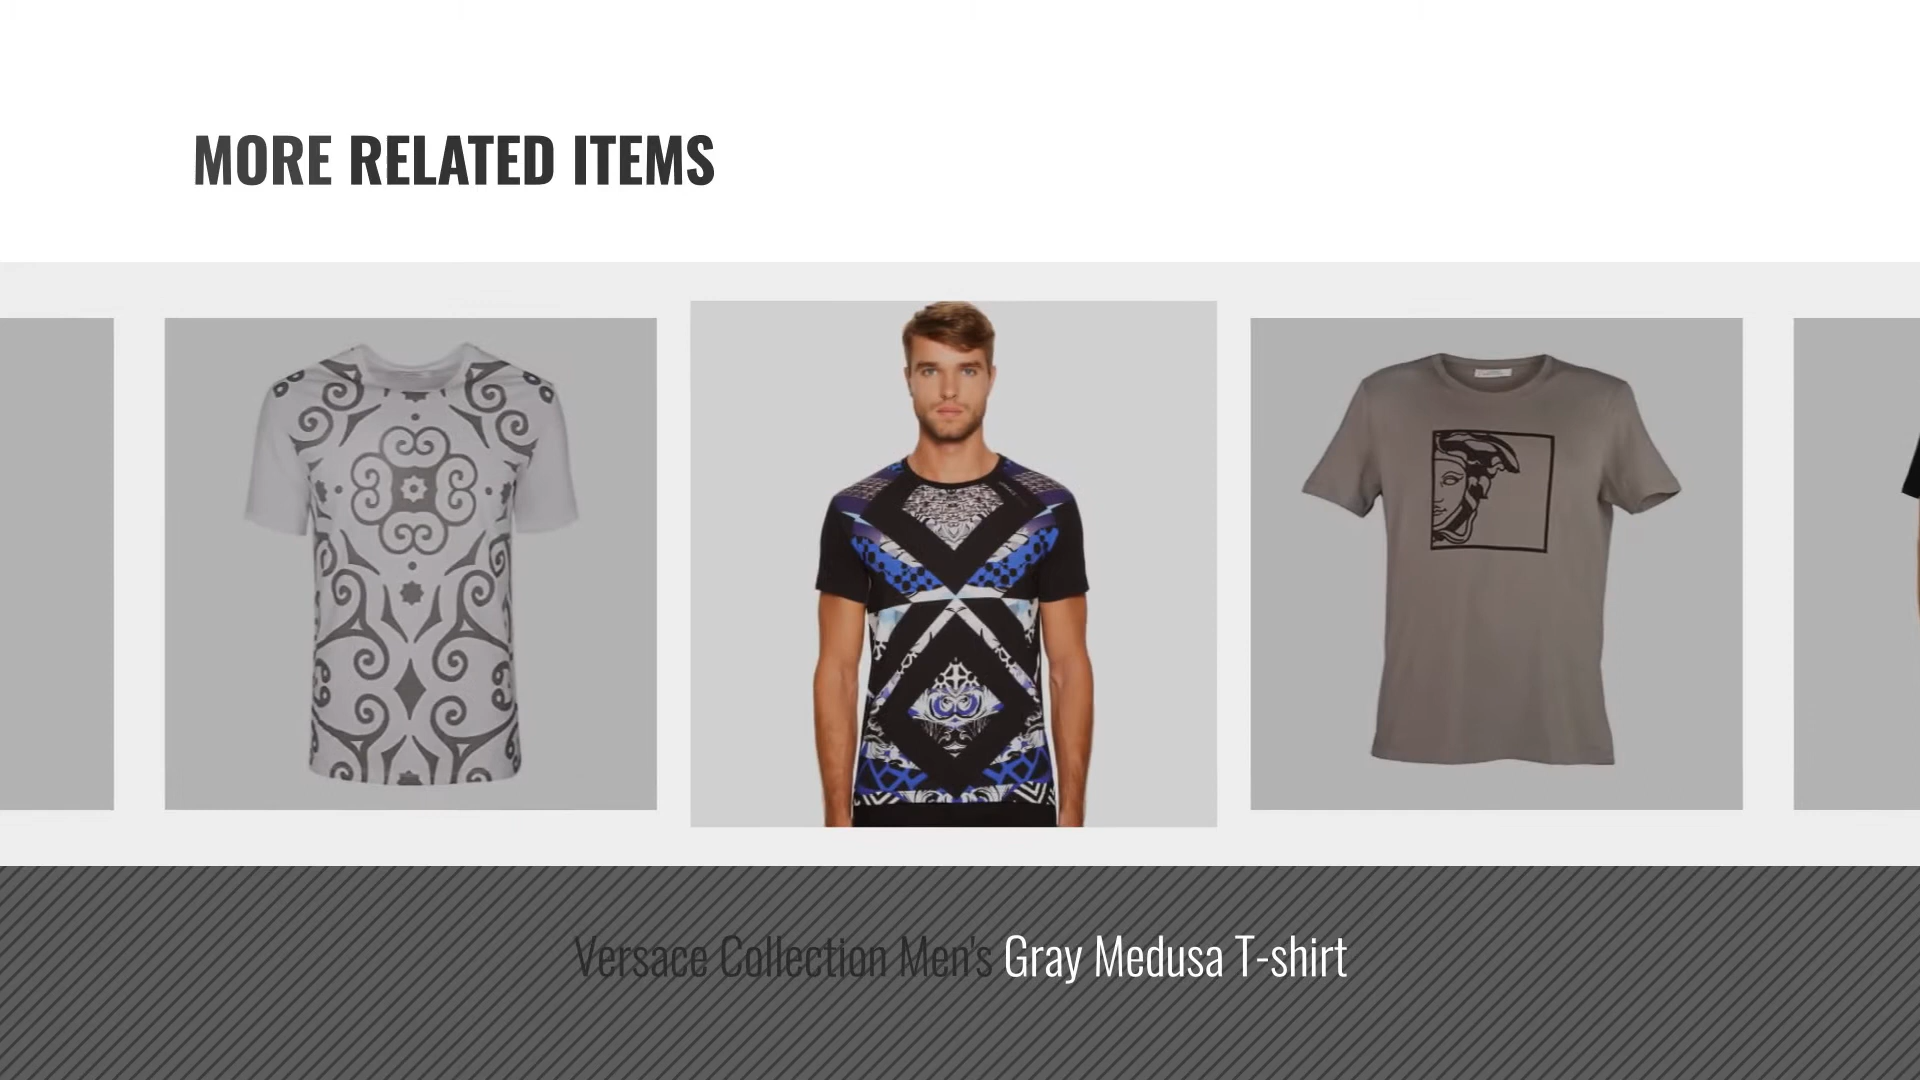 MORE RELATED ITEMS
Versace Collection Men's Gray Medusa T-shirt